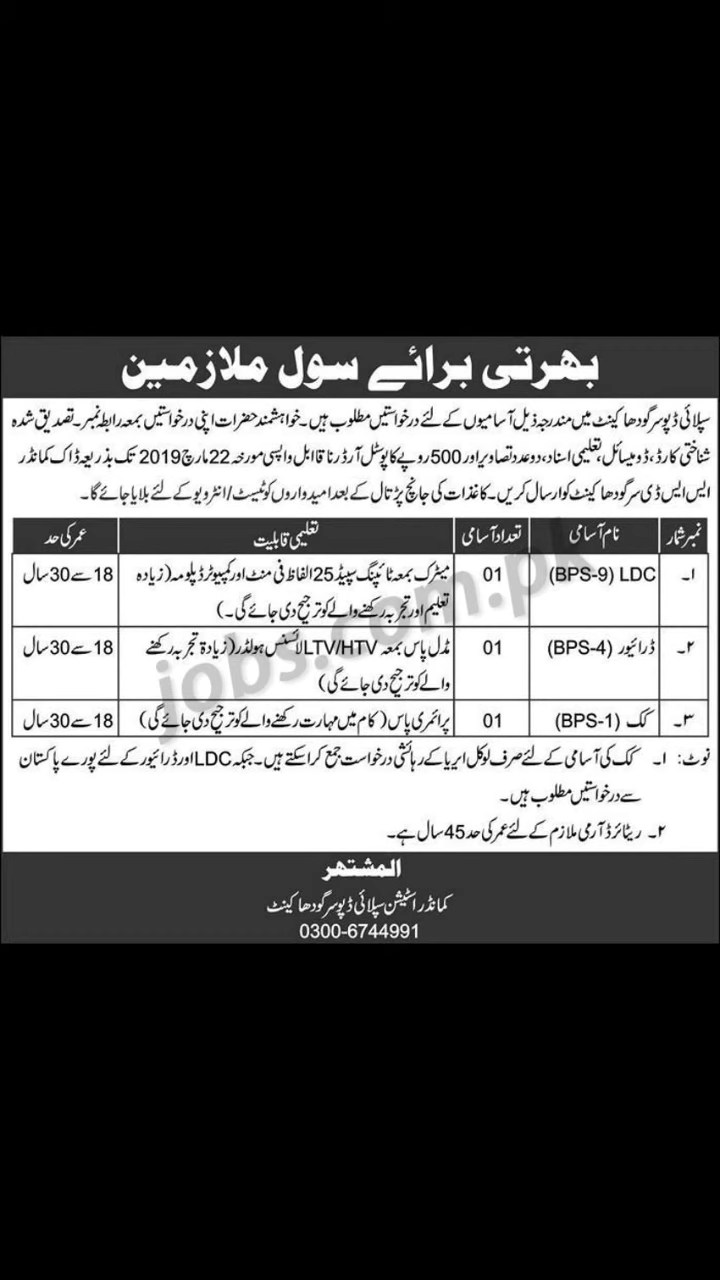 بھرتی برائے سول ملازمین
سپلائی ڈپو سرگودھا کینٹ میں مندرجہ ذیل آسامیوں کے لئے درخواستیں مطلوب ہیں۔ خواہشمند حضرات اپنی درخواستیں بمعہ رابطہ نمبر۔ تصدیق شدہ
شناختی کارڈ، ڈومیسائل، تعلیمی اسناد، دو عدد تصاویر اور 500 روپے کا پوسٹل آرڈر ناقابل واپسی مورخہ 22 مارچ 2019 تک بذریعہ ڈاک کمانڈر
ایس ایس ڈی سرگودھا کینٹ کو ارسال کریں۔ کاغذات کی جانچ پڑتال کے بعد امیدواروں کو ٹیسٹ/انٹرویو کے لئے بلایا جائے گا۔
نمبر شمار نام آسامی تعداد آسامی تعلیمی قابلیت عمر کی حد
۱۔ LDC (BPS-9) 01 میٹرک بمعہ ٹائپنگ سپیڈ 25 الفاظ فی منٹ اور کمپیوٹر ڈپلومہ (زیادہ 18 سے 30 سال
تعلیم اور تجربہ رکھنے والے کو ترجیح دی جائے گی۔)
۲۔ ڈرائیور (BPS-4) 01 مڈل پاس بمعہ LTV/HTV لائسنس ہولڈر (زیادۃ تجربہ رکھنے 18 سے 30 سال
والے کو ترجیح دی جائے گی)
۳۔ کک (BPS-1) 01 پرائمری پاس (کام میں مہارت رکھنے والے کو ترجیح دی جائے گی) 18 سے 30 سال
نوٹ: ۱۔ کک کی آسامی کے لئے صرف لوکل ایریا کے رہائشی درخواست جمع کرا سکتے ہیں۔ جبکہ LDC اور ڈرائیور کے لئے پورے پاکستان
سے درخواستیں مطلوب ہیں۔
۲۔ ریٹائرڈ آرمی ملازم کے لئے عمر کی حد 45 سال ہے۔
المشتہر
کمانڈر اسٹیشن سپلائی ڈپو سرگودھا کینٹ
0300-6744991
jobs.com.pk